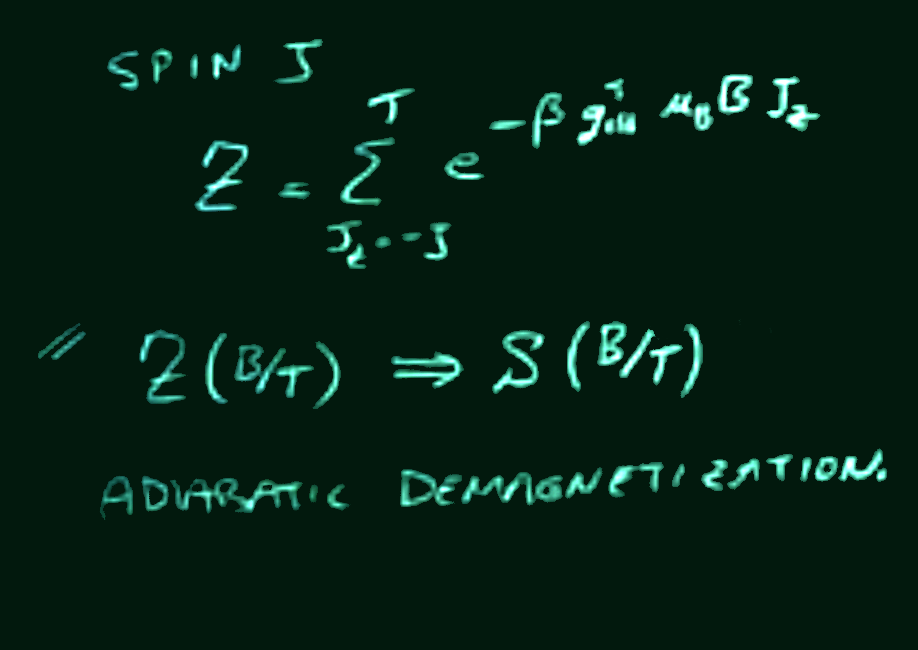 SPIN J
Z = Σ_{J_z=-J}^{J} e^{-β g̃ μ_B B J_z}
// Z(B/T) ⇒ S(B/T)
ADIABATIC DEMAGNETIZATION.